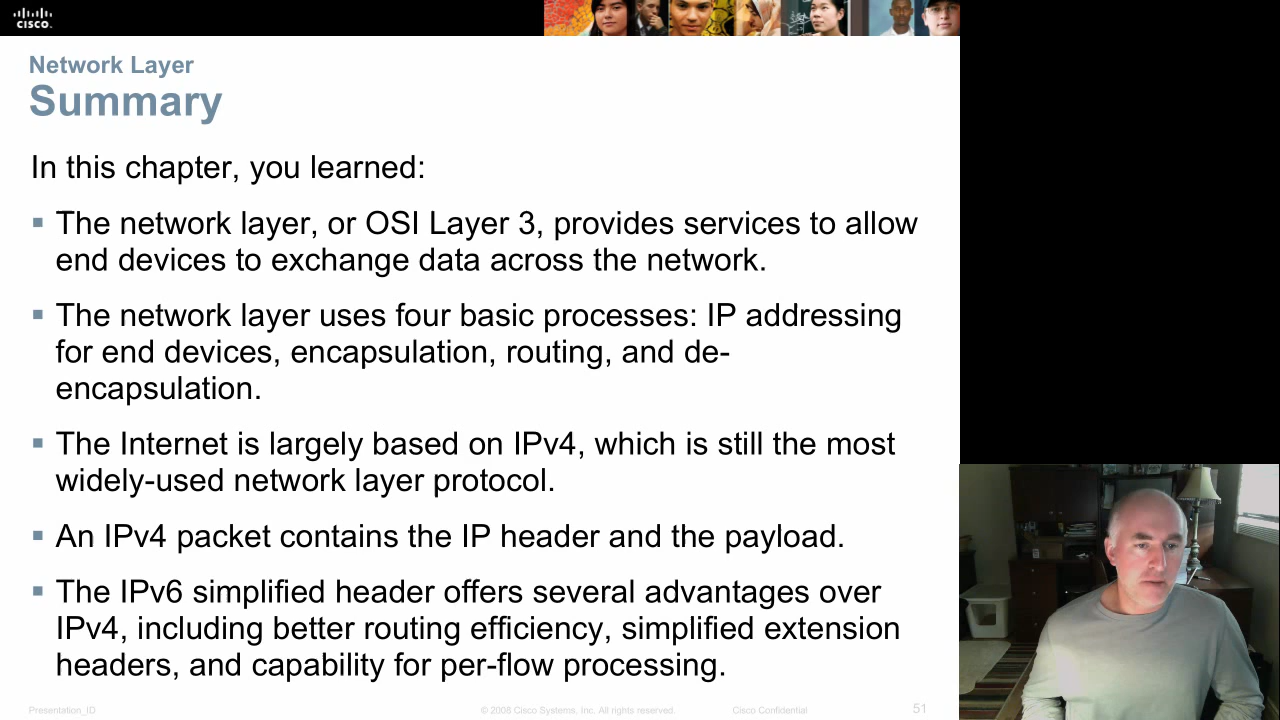 CISCO
Network Layer
Summary
In this chapter, you learned:
▪ The network layer, or OSI Layer 3, provides services to allow
end devices to exchange data across the network.
▪ The network layer uses four basic processes: IP addressing
for end devices, encapsulation, routing, and de-
encapsulation.
▪ The Internet is largely based on IPv4, which is still the most
widely-used network layer protocol.
▪ An IPv4 packet contains the IP header and the payload.
▪ The IPv6 simplified header offers several advantages over
IPv4, including better routing efficiency, simplified extension
headers, and capability for per-flow processing.
Presentation_ID © 2008 Cisco Systems, Inc. All rights reserved. Cisco Confidential 51